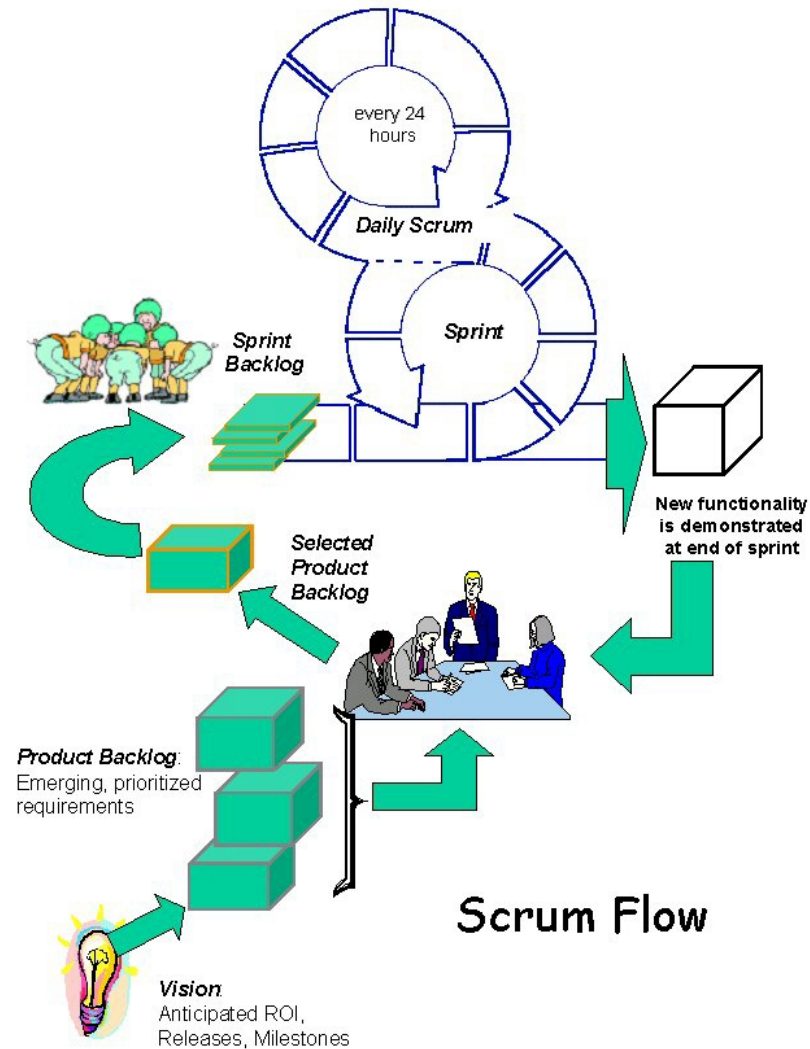 every 24
hours
Daily Scrum
Sprint
Sprint
Backlog
New functionality
is demonstrated
at end of sprint
Selected
Product
Backlog
Product Backlog:
Emerging, prioritized
requirements
Scrum Flow
Vision:
Anticipated ROI,
Releases, Milestones